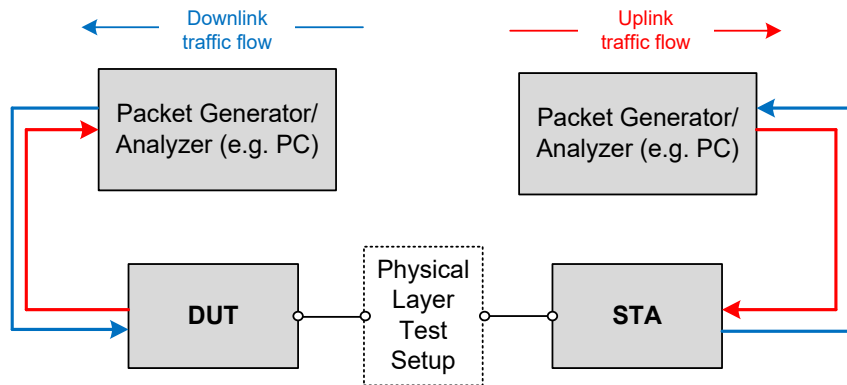 Downlink
traffic flow
Uplink
traffic flow
Packet Generator/
Analyzer (e.g. PC)
Packet Generator/
Analyzer (e.g. PC)
DUT
Physical
Layer
Test
Setup
STA